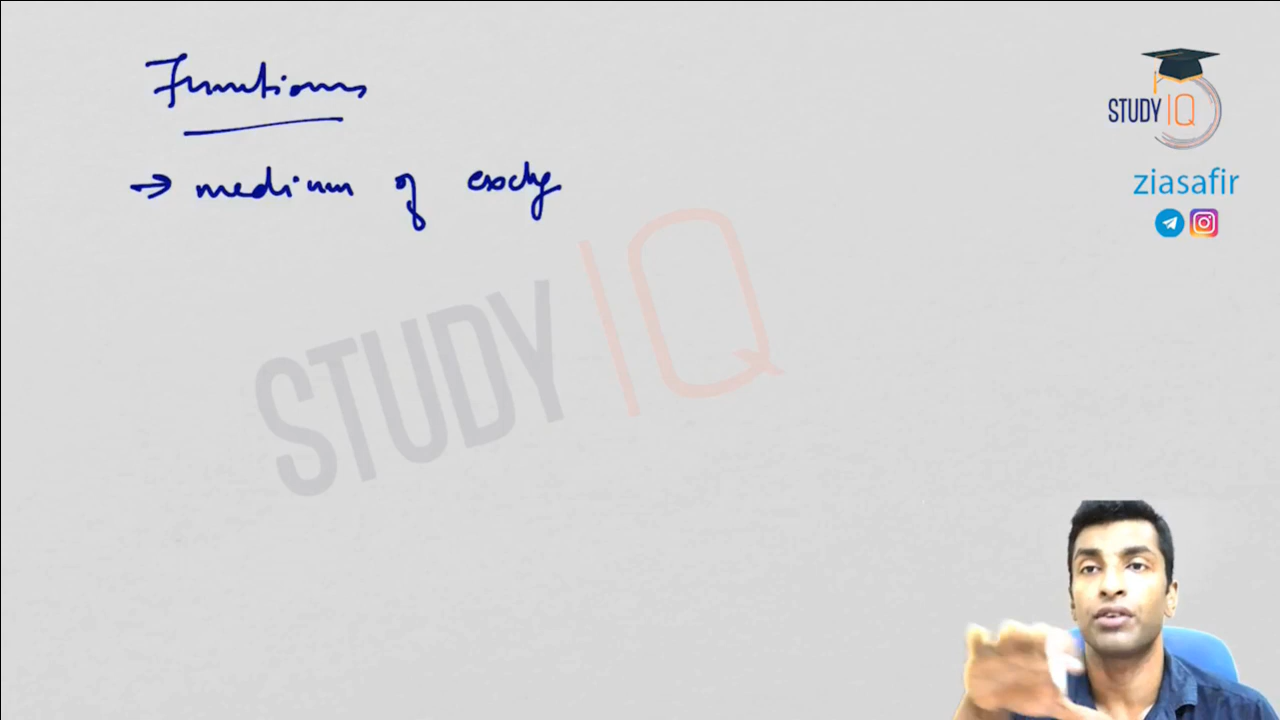 Functions
→ medium of exchg
STUDY IQ
ziasafir
STUDY IQ